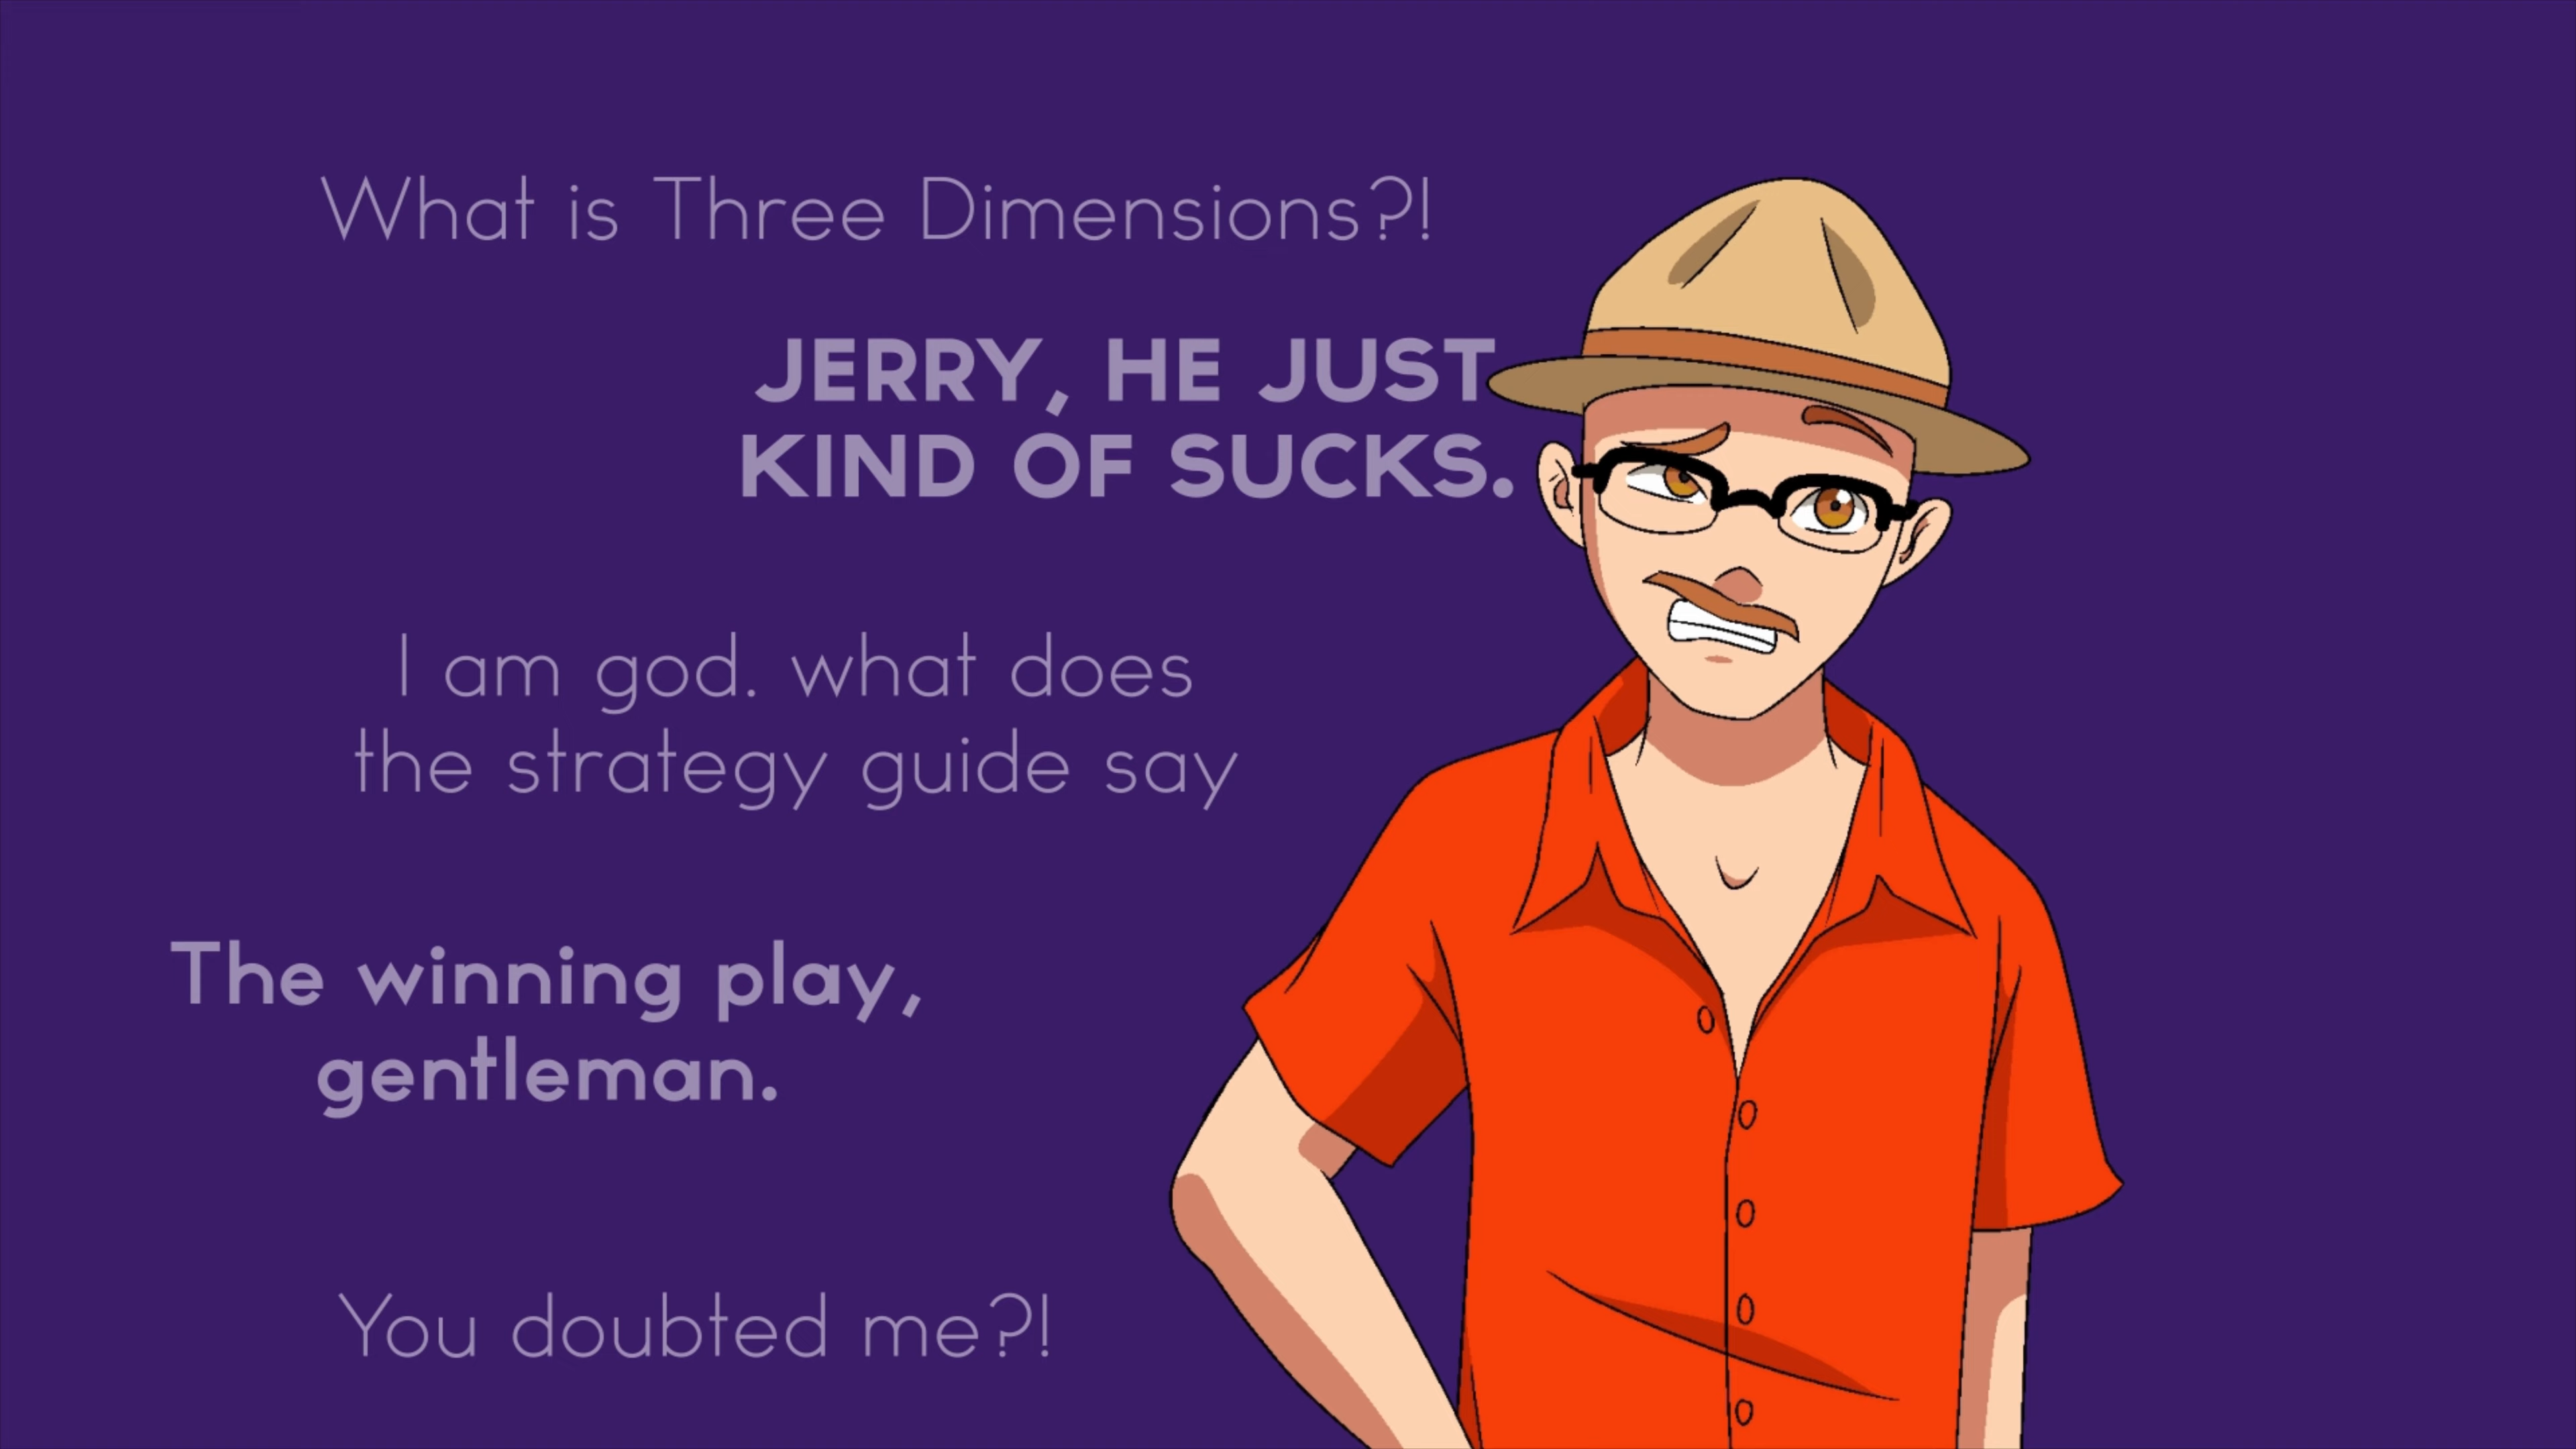 What is Three Dimensions?!
JERRY, HE JUST
KIND OF SUCKS.
I am god. what does
the strategy guide say
The winning play,
gentleman.
You doubted me?!